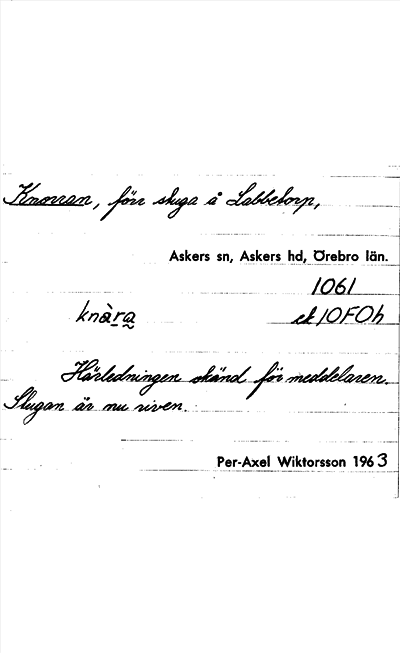 Knorran, förr stuga å Labbetorp,
Askers sn, Askers hd, Örebro län.
1061
knàra ek 10F0h
Härledningen okänd för meddelaren.
Stugan är nu riven.
Per-Axel Wiktorsson 1963